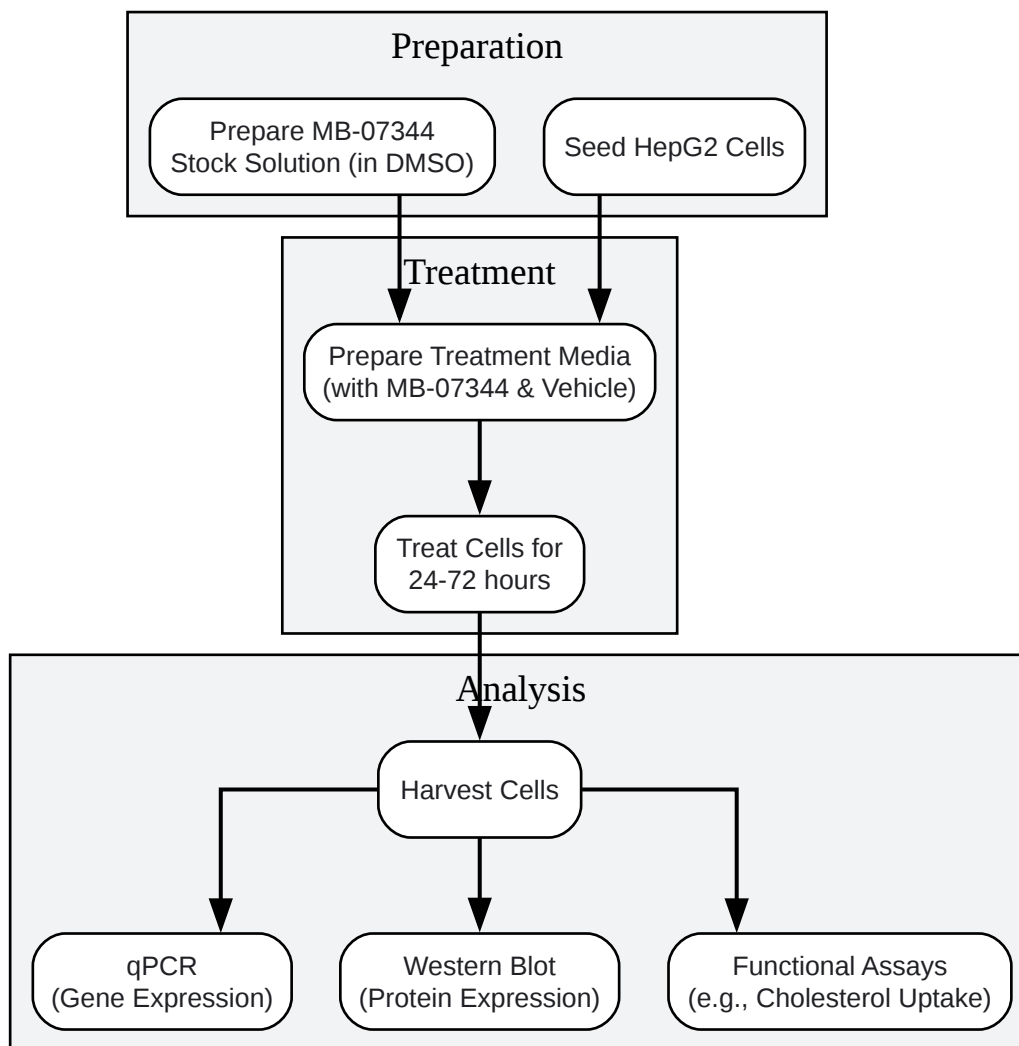 Preparation
Prepare MB-07344
Stock Solution (in DMSO)
Seed HepG2 Cells
Treatment
Prepare Treatment Media
(with MB-07344 & Vehicle)
Treat Cells for
24-72 hours
Analysis
Harvest Cells
qPCR
(Gene Expression)
Western Blot
(Protein Expression)
Functional Assays
(e.g., Cholesterol Uptake)